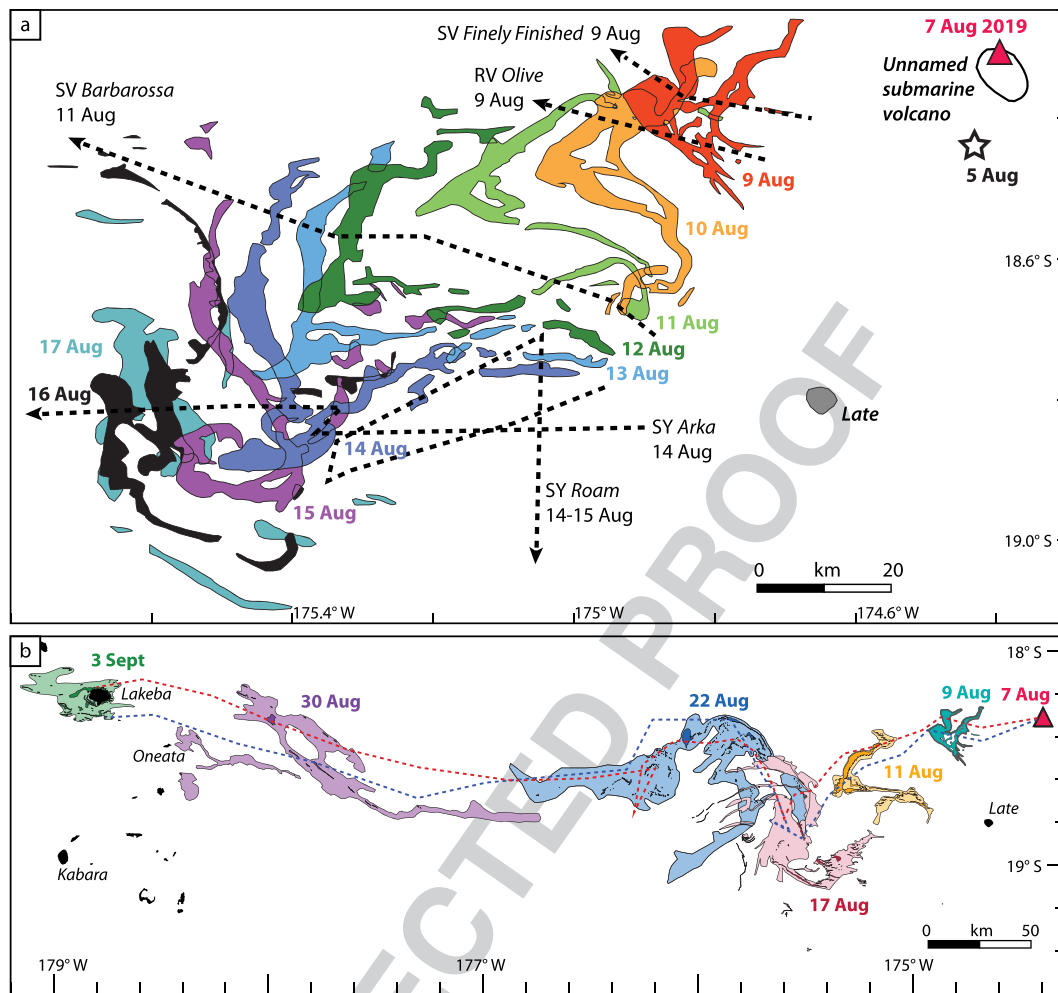 a
SV Finely Finished 9 Aug
7 Aug 2019
RV Olive
9 Aug
Unnamed
submarine
volcano
SV Barbarossa
11 Aug
5 Aug
9 Aug
10 Aug
18.6° S
11 Aug
12 Aug
17 Aug
13 Aug
16 Aug
Late
14 Aug
SY Arka
14 Aug
SY Roam
14-15 Aug
15 Aug
19.0° S
0 km 20
175.4° W
175° W
174.6° W
b
18° S
3 Sept
Lakeba
30 Aug
22 Aug
9 Aug
7 Aug
Oneata
11 Aug
Late
Kabara
19° S
17 Aug
0 km 50
179° W
177° W
175° W
ECTED PROOF